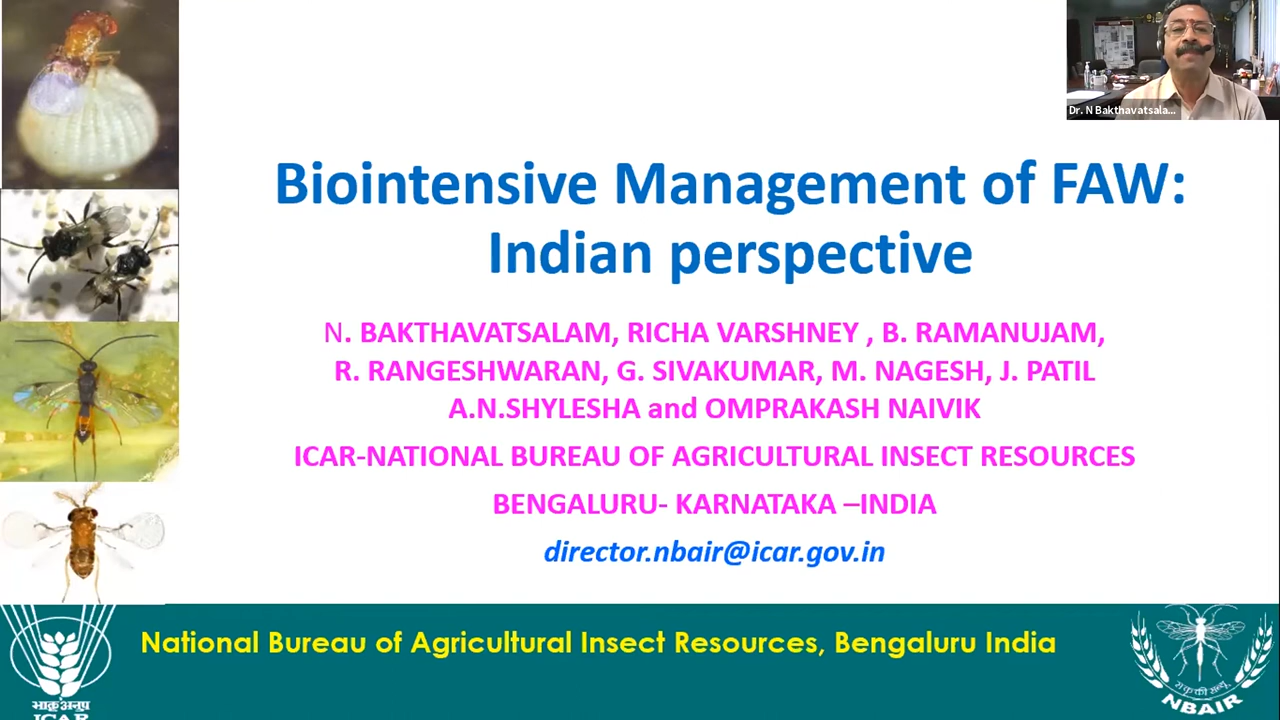 Dr. N Bakthavatsala...
Biointensive Management of FAW:
Indian perspective
N. BAKTHAVATSALAM, RICHA VARSHNEY , B. RAMANUJAM,
R. RANGESHWARAN, G. SIVAKUMAR, M. NAGESH, J. PATIL
A.N.SHYLESHA and OMPRAKASH NAIVIK
ICAR-NATIONAL BUREAU OF AGRICULTURAL INSECT RESOURCES
BENGALURU- KARNATAKA –INDIA
director.nbair@icar.gov.in
National Bureau of Agricultural Insect Resources, Bengaluru India
भाकृअनुप
ICAR
NBAIR